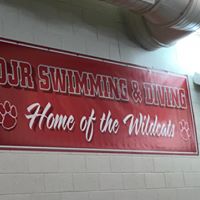 OJR SWIMMING & DIVING
Home of the Wildcats